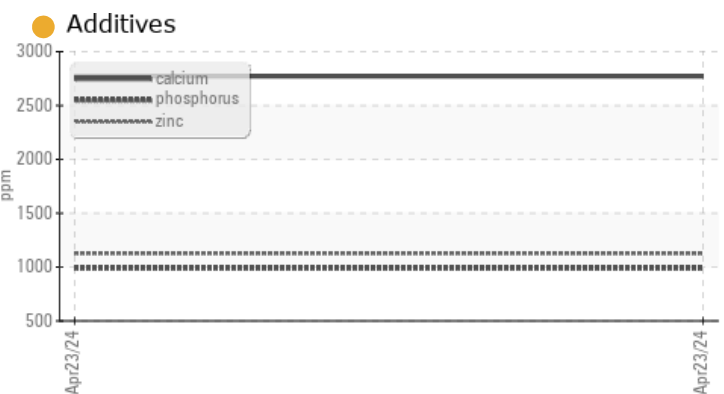 Additives
3000
2500
2000
1500
1000
500
ppm
calcium
phosphorus
zinc
Apr23/24
Apr23/24